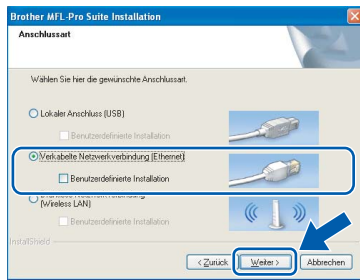 Brother MFL-Pro Suite Installation
Anschlussart
Wählen Sie hier die gewünschte Anschlussart.
Lokaler Anschluss (USB)
Benutzerdefinierte Installation
Verkabelte Netzwerkverbindung (Ethernet)
Benutzerdefinierte Installation
(Wireless LAN)
Benutzerdefinierte Installation
InstallShield
< Zurück
Weiter >
Abbrechen